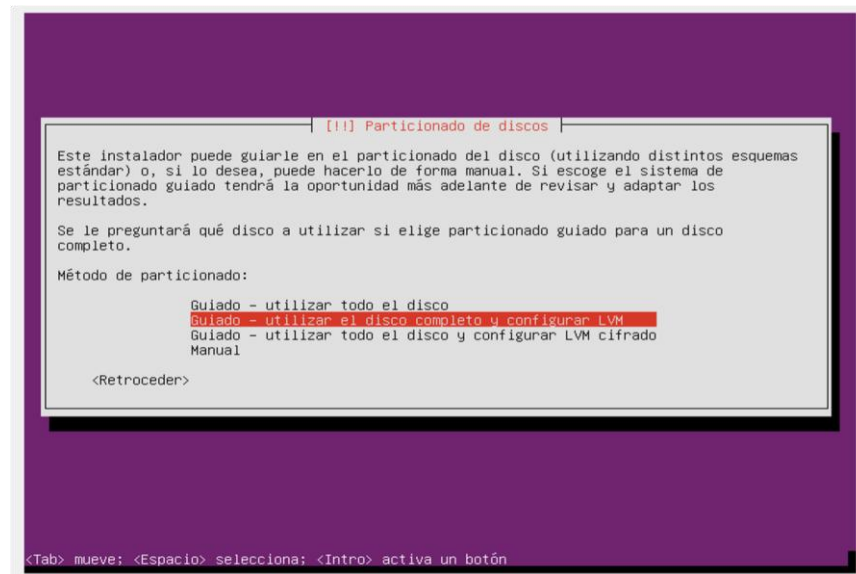 [!!] Particionado de discos
Este instalador puede guiarle en el particionado del disco (utilizando distintos esquemas
estándar) o, si lo desea, puede hacerlo de forma manual. Si escoge el sistema de
particionado guiado tendrá la oportunidad más adelante de revisar y adaptar los
resultados.
Se le preguntará qué disco a utilizar si elige particionado guiado para un disco
completo.
Método de particionado:
Guiado - utilizar todo el disco
Guiado - utilizar el disco completo y configurar LVM
Guiado - utilizar todo el disco y configurar LVM cifrado
Manual
<Retroceder>
<Tab> mueve; <Espacio> selecciona; <Intro> activa un botón